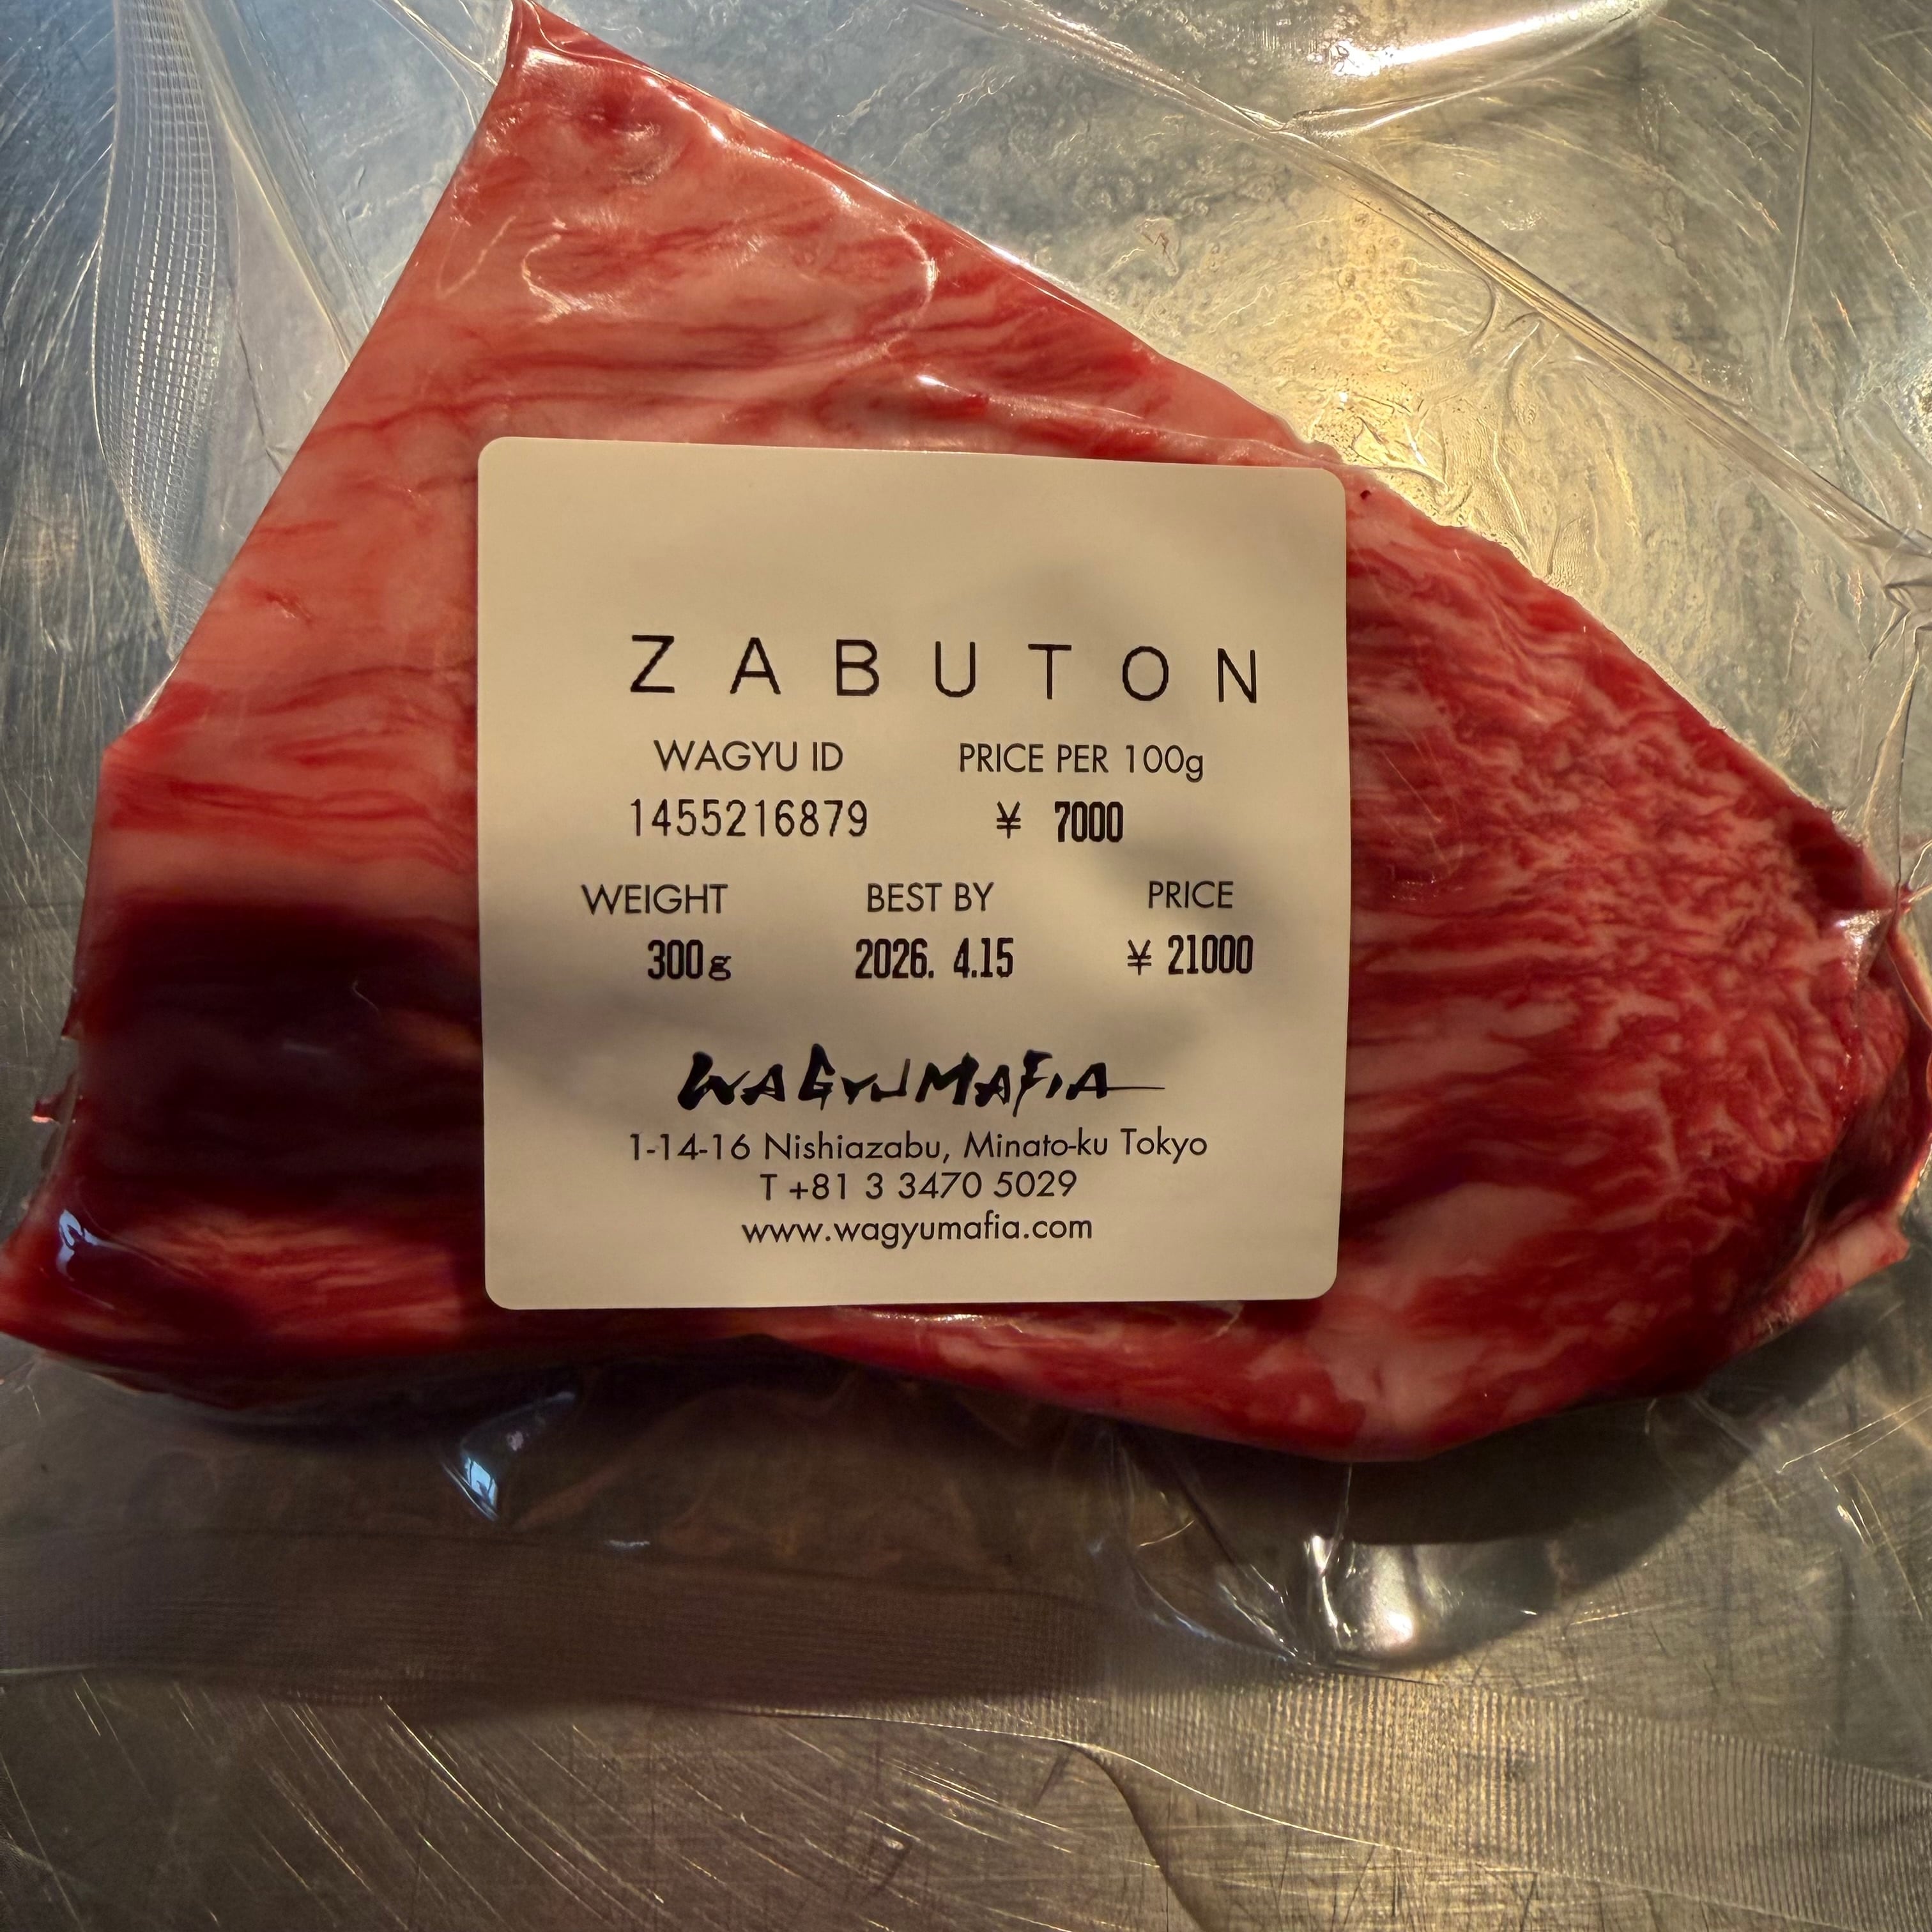 ZABUTON
WAGYU ID PRICE PER 100g
1455216879 ¥ 7000
WEIGHT BEST BY PRICE
300g 2026. 4.15 ¥ 21000
WAGYUMAFIA
1-14-16 Nishiazabu, Minato-ku Tokyo
T +81 3 3470 5029
www.wagyumafia.com